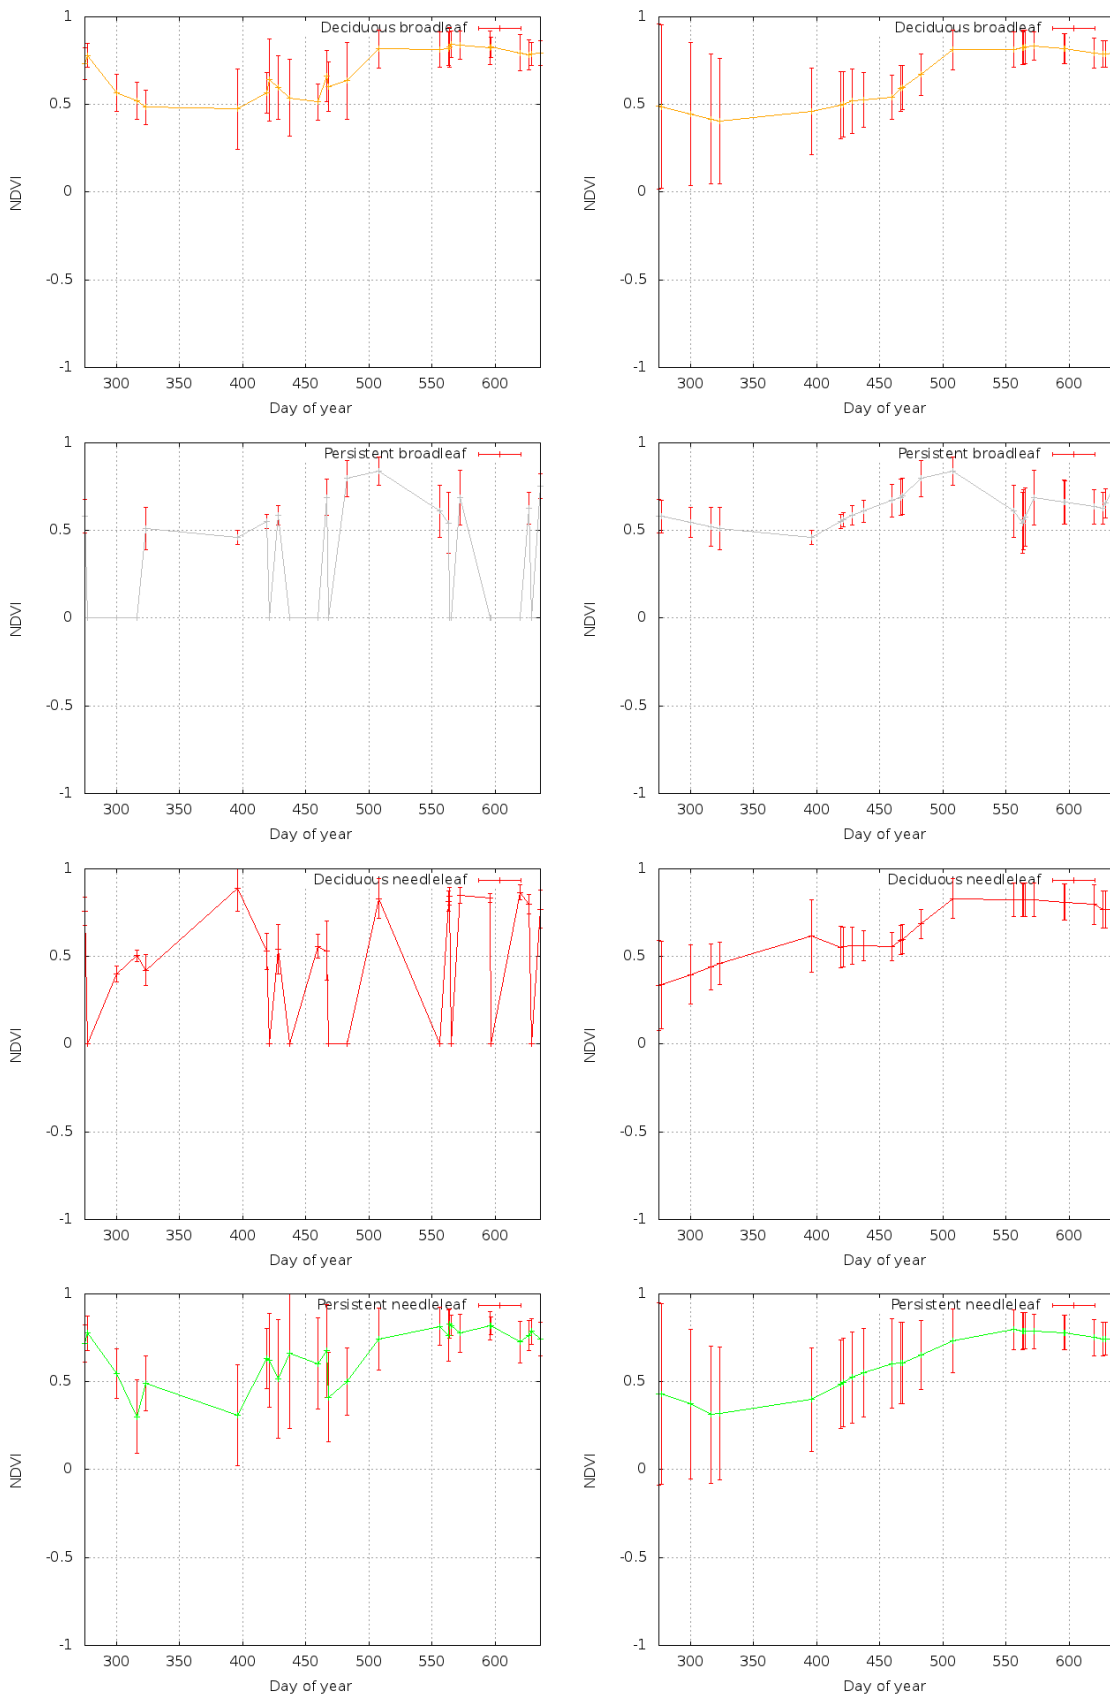 Deciduous broadleaf
1
0.5
0
-0.5
-1
NDVI
300 350 400 450 500 550 600
Day of year
Deciduous broadleaf
1
0.5
0
-0.5
-1
NDVI
300 350 400 450 500 550 600
Day of year
Persistent broadleaf
1
0.5
0
-0.5
-1
NDVI
300 350 400 450 500 550 600
Day of year
Persistent broadleaf
1
0.5
0
-0.5
-1
NDVI
300 350 400 450 500 550 600
Day of year
Deciduous needleleaf
1
0.5
0
-0.5
-1
NDVI
300 350 400 450 500 550 600
Day of year
Deciduous needleleaf
1
0.5
0
-0.5
-1
NDVI
300 350 400 450 500 550 600
Day of year
Persistent needleleaf
1
0.5
0
-0.5
-1
NDVI
300 350 400 450 500 550 600
Day of year
Persistent needleleaf
1
0.5
0
-0.5
-1
NDVI
300 350 400 450 500 550 600
Day of year